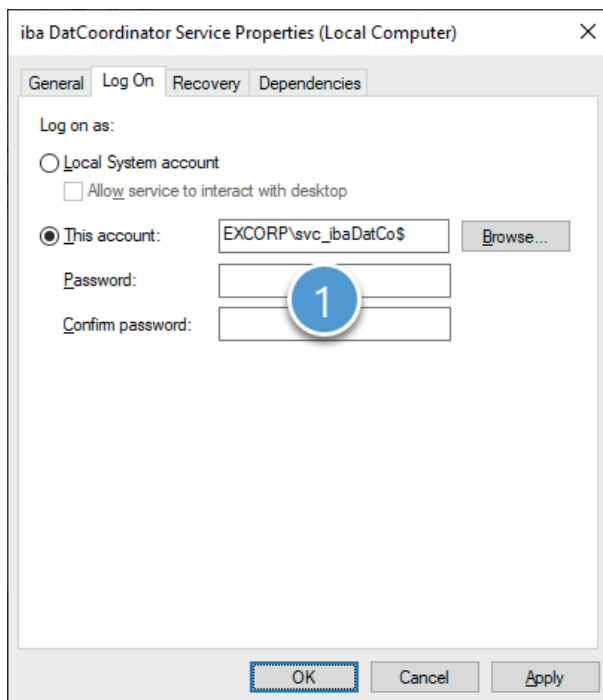 iba DatCoordinator Service Properties (Local Computer)
General Log On Recovery Dependencies
Log on as:
Local System account
Allow service to interact with desktop
This account: EXCORP\svc_ibaDatCo$ Browse...
Password:
1
Confirm password:
OK Cancel Apply